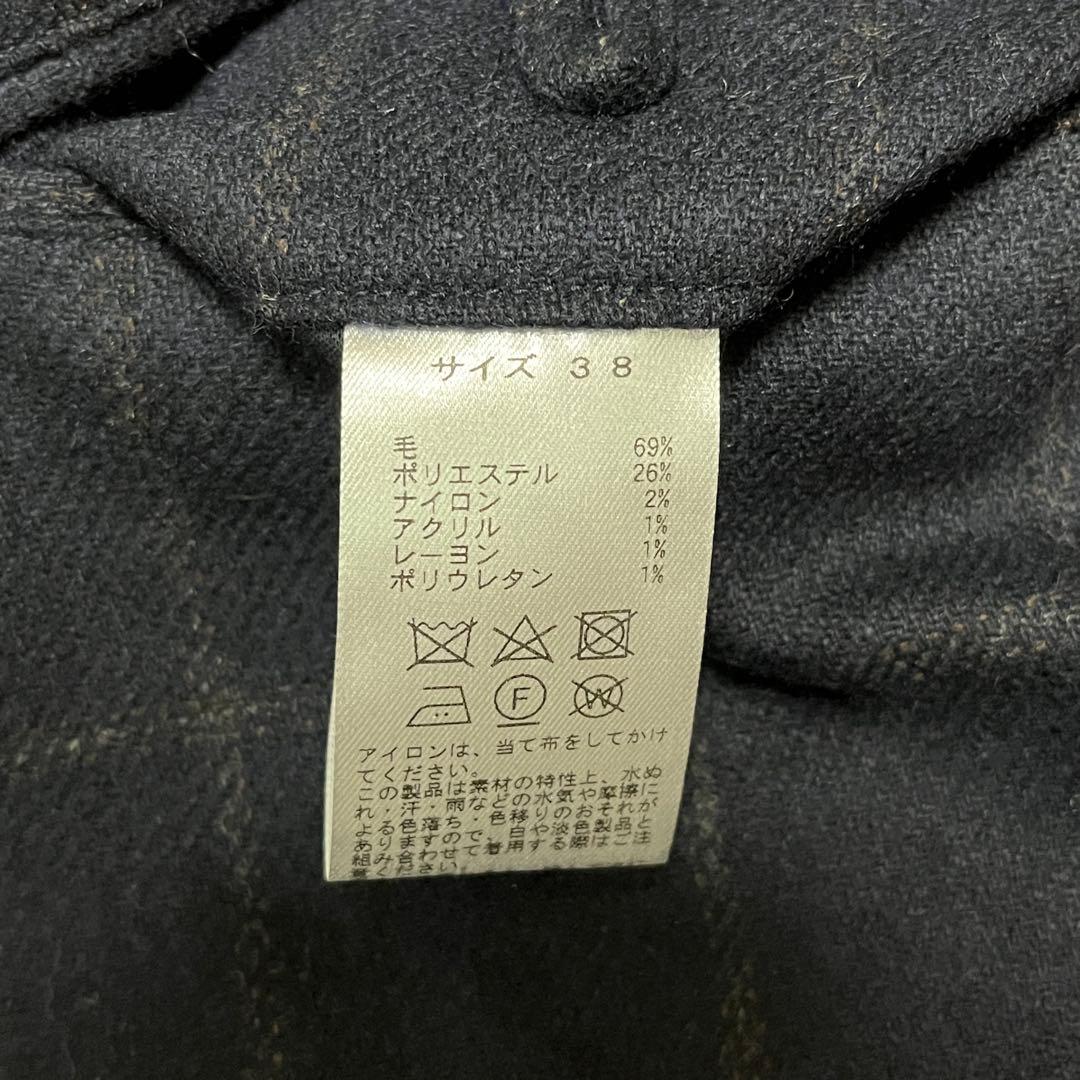 サイズ 38
毛 69%
ポリエステル 26%
ナイロン 2%
アクリル 1%
レーヨン 1%
ポリウレタン 1%
F W
アイロンは、当て布をしてかけ
てください。
この製品は素材の特性上、水ぬ
れ・汗・雨などの水気や摩擦に
よる色落ち・色移りのおそれが
ありますので、白や淡色製品と
組み合わせて着用する際はご注
意ください。